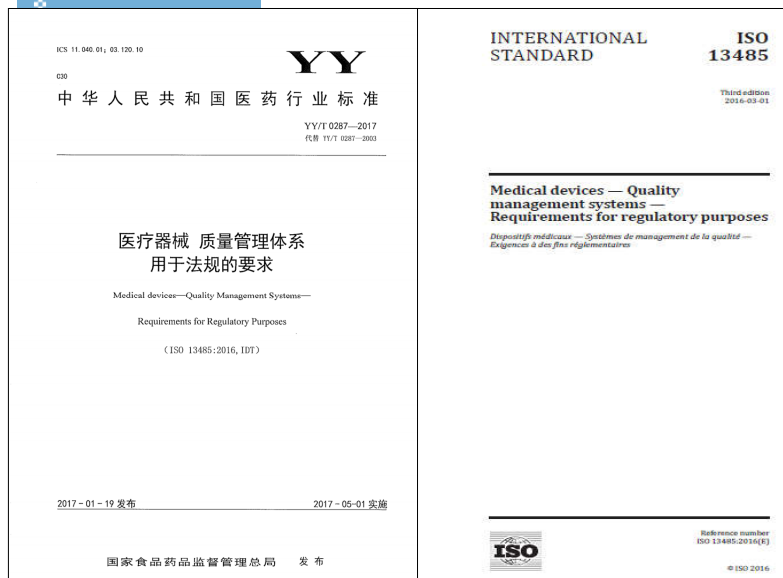 ICS 11.040.01; 03.120.10
C30
YY
中华人民共和国医药行业标准
YY/T 0287—2017
代替 YY/T 0287—2003
医疗器械 质量管理体系
用于法规的要求
Medical devices—Quality Management Systems—
Requirements for Regulatory Purposes
(ISO 13485:2016,IDT)
2017-01-19 发布
2017-05-01 实施
国家食品药品监督管理总局 发布
INTERNATIONAL
STANDARD
ISO
13485
Third edition
2016-03-01
Medical devices — Quality
management systems —
Requirements for regulatory purposes
Dispositifs médicaux — Systèmes de management de la qualité —
Exigences à des fins réglementaires
ISO
Reference number
ISO 13485:2016(E)
© ISO 2016